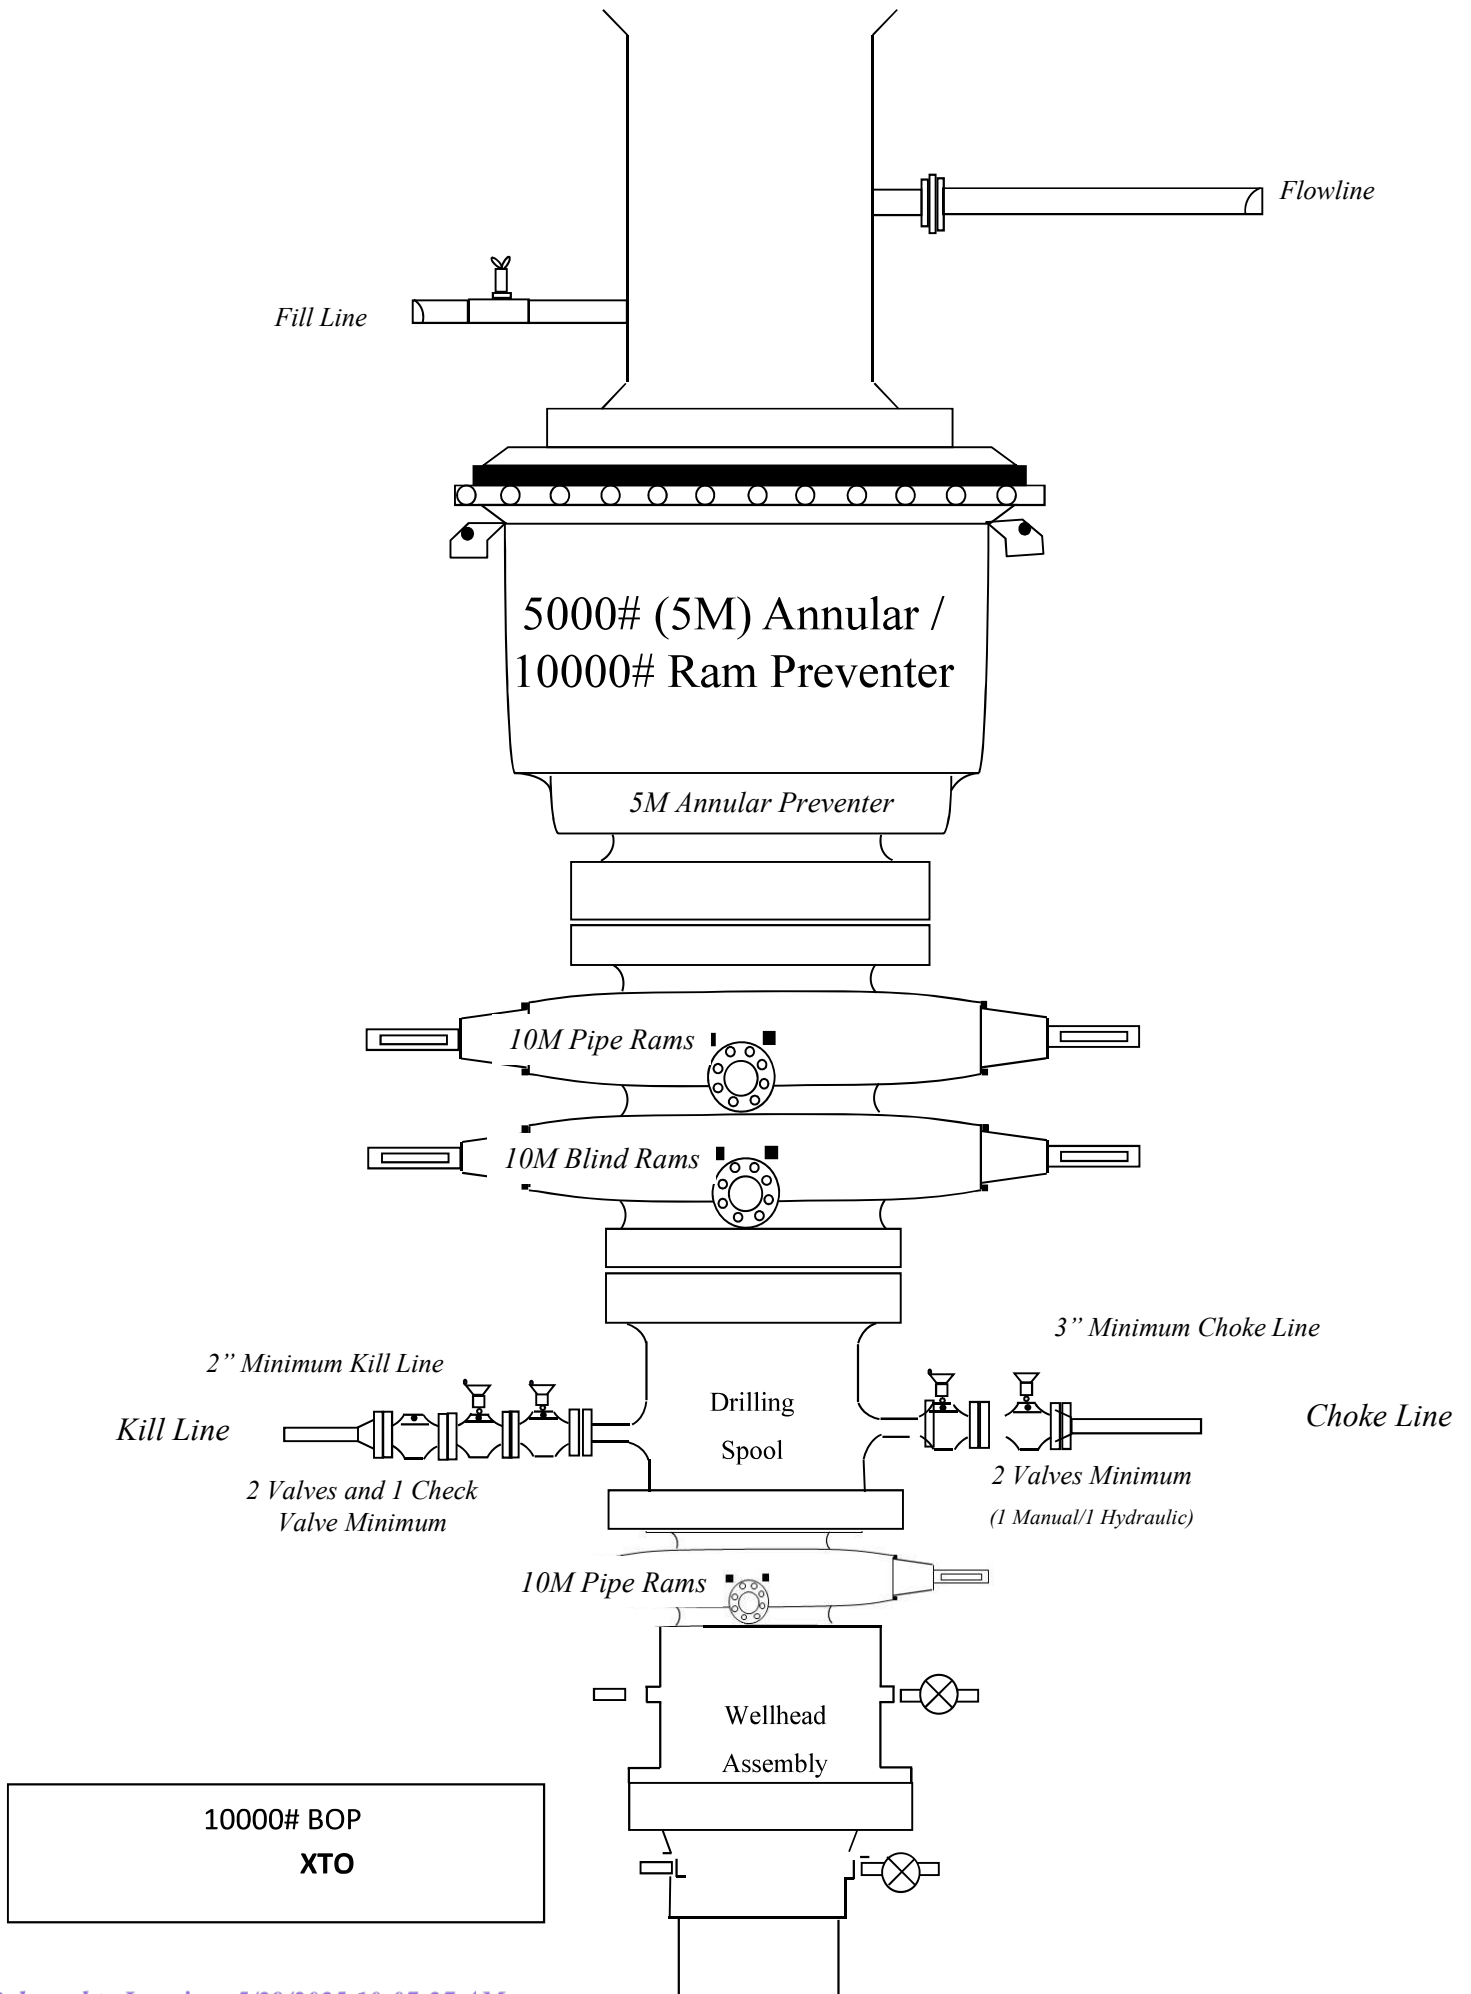 Flowline
Fill Line
5000# (5M) Annular /
10000# Ram Preventer
5M Annular Preventer
10M Pipe Rams
10M Blind Rams
3” Minimum Choke Line
2” Minimum Kill Line
Drilling
Spool
Kill Line
Choke Line
2 Valves and 1 Check
Valve Minimum
2 Valves Minimum
(1 Manual/1 Hydraulic)
10M Pipe Rams
Wellhead
Assembly
10000# BOP
XTO